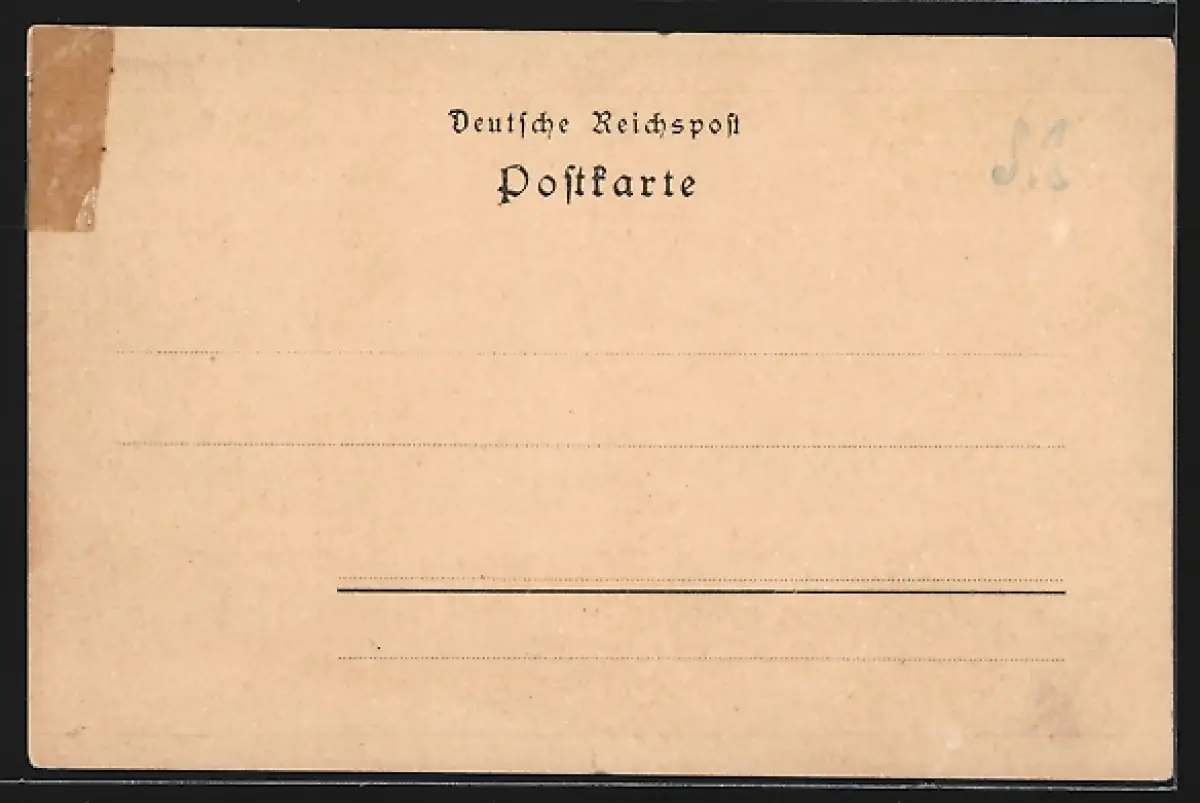 Deutsche Reichspost
Postkarte